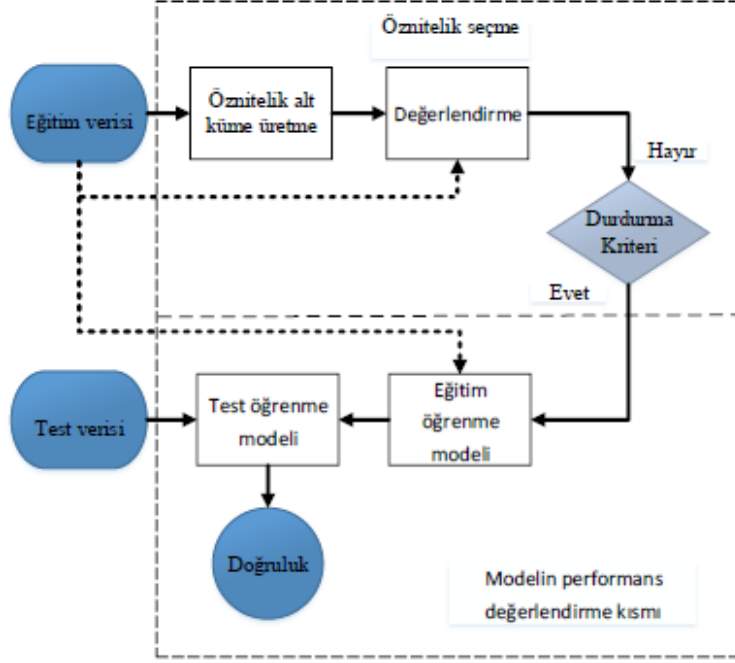 Öznitelik seçme
Eğitim verisi
Öznitelik alt
küme üretme
Değerlendirme
Hayır
Durdurma
Kriteri
Evet
Test verisi
Test öğrenme
modeli
Eğitim
öğrenme
modeli
Doğruluk
Modelin performans
değerlendirme kısmı